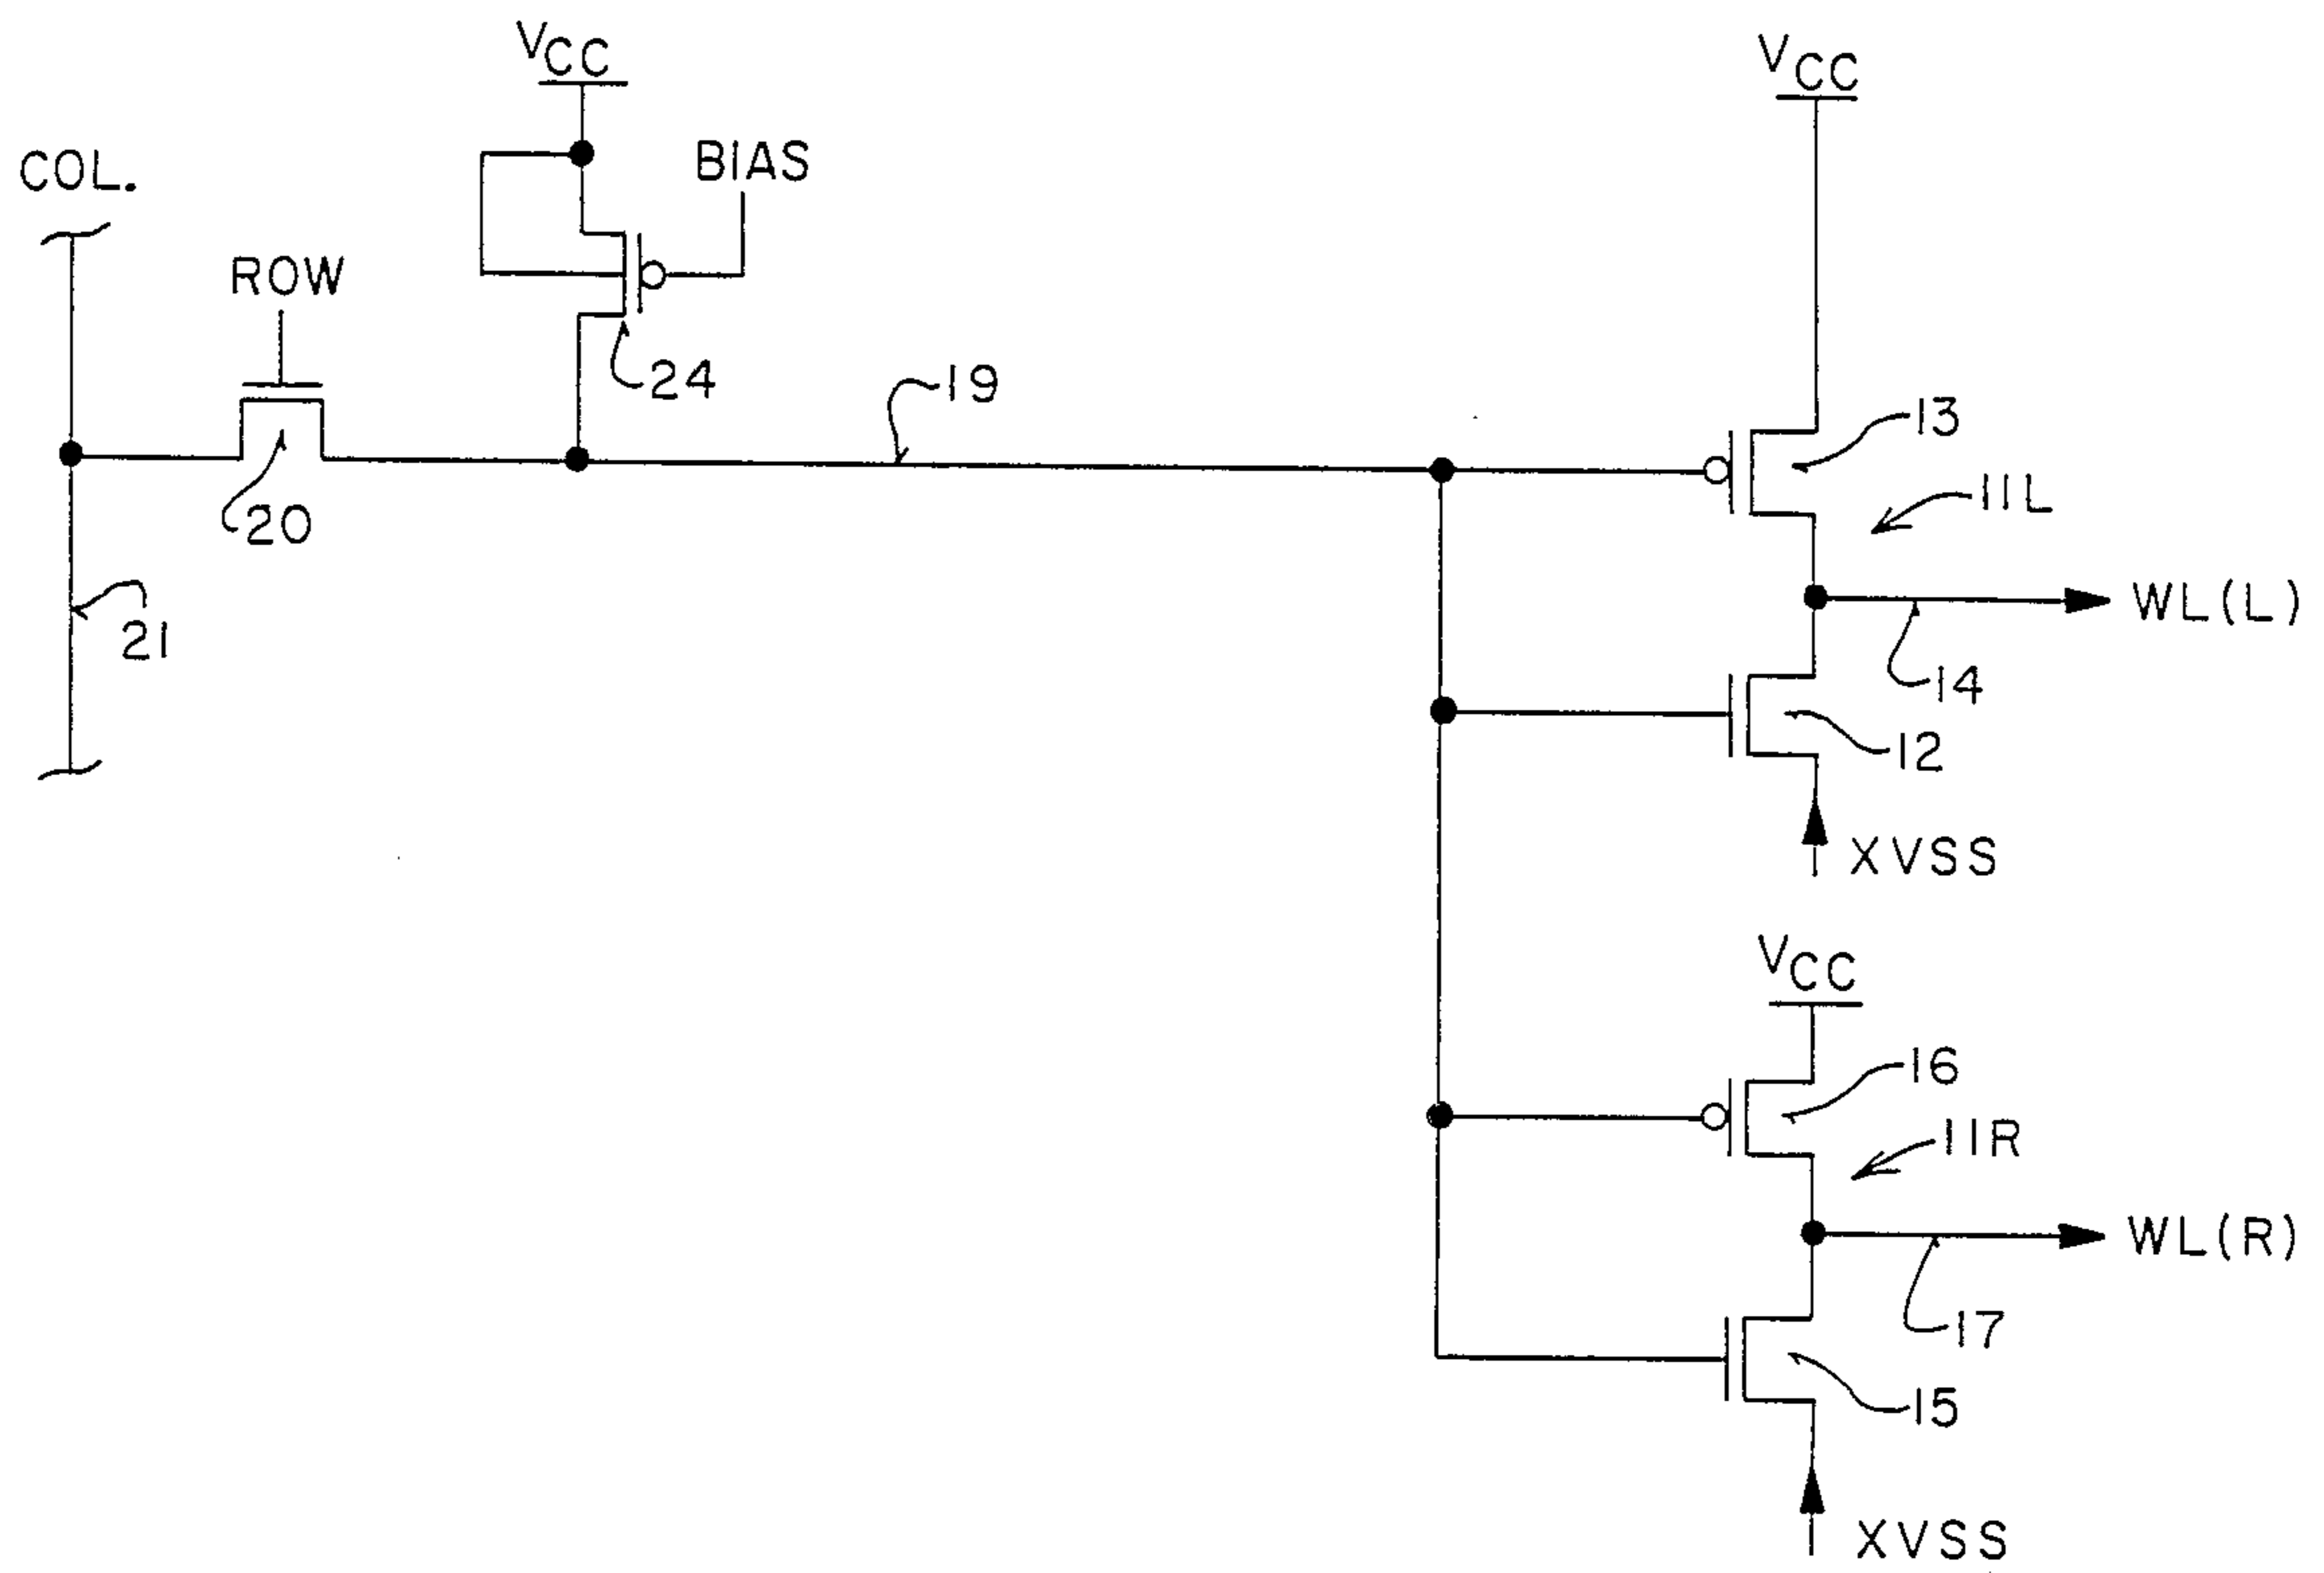 VCC
VCC
COL.
BIAS
ROW
24
19
13
11L
20
WL(L)
21
14
12
XVSS
VCC
16
11R
WL(R)
17
15
XVSS